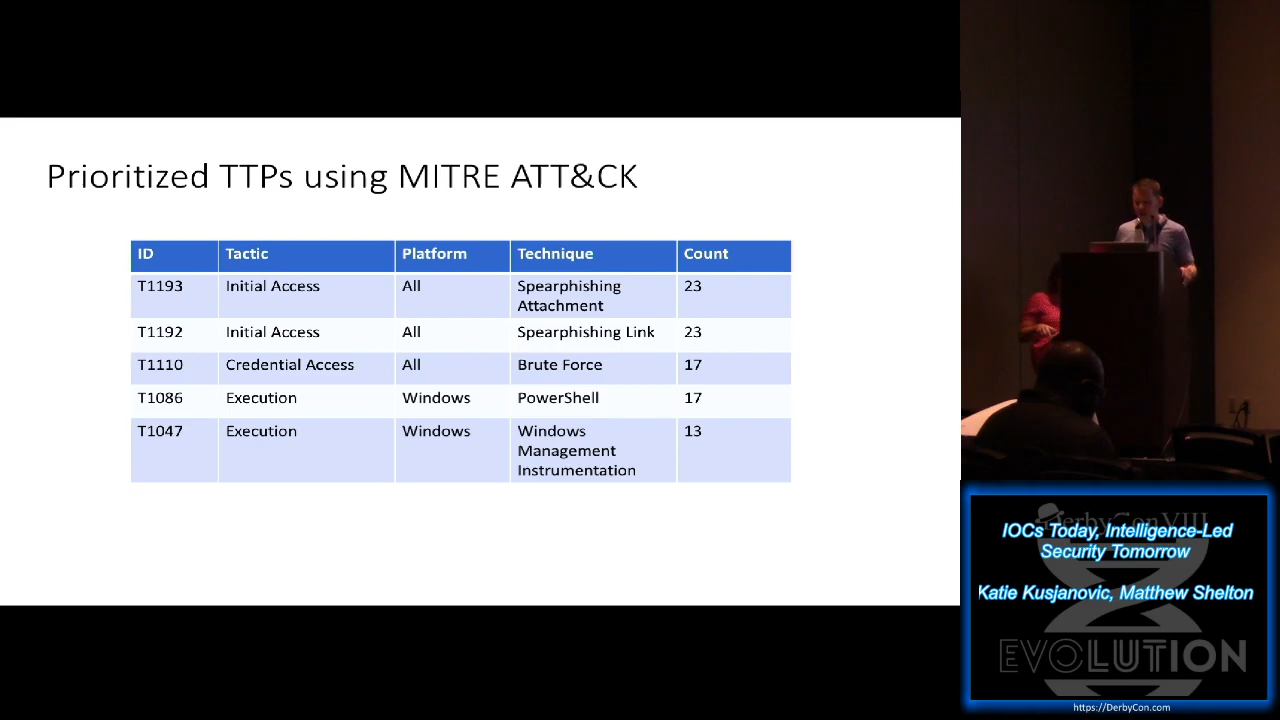 Prioritized TTPs using MITRE ATT&CK
ID Tactic Platform Technique Count
T1193 Initial Access All Spearphishing Attachment 23
T1192 Initial Access All Spearphishing Link 23
T1110 Credential Access All Brute Force 17
T1086 Execution Windows PowerShell 17
T1047 Execution Windows Windows Management Instrumentation 13
DerbyCon VIII
IOCs Today, Intelligence-Led
Security Tomorrow
Katie Kusjanovic, Matthew Shelton
EVOLUTION
https://DerbyCon.com